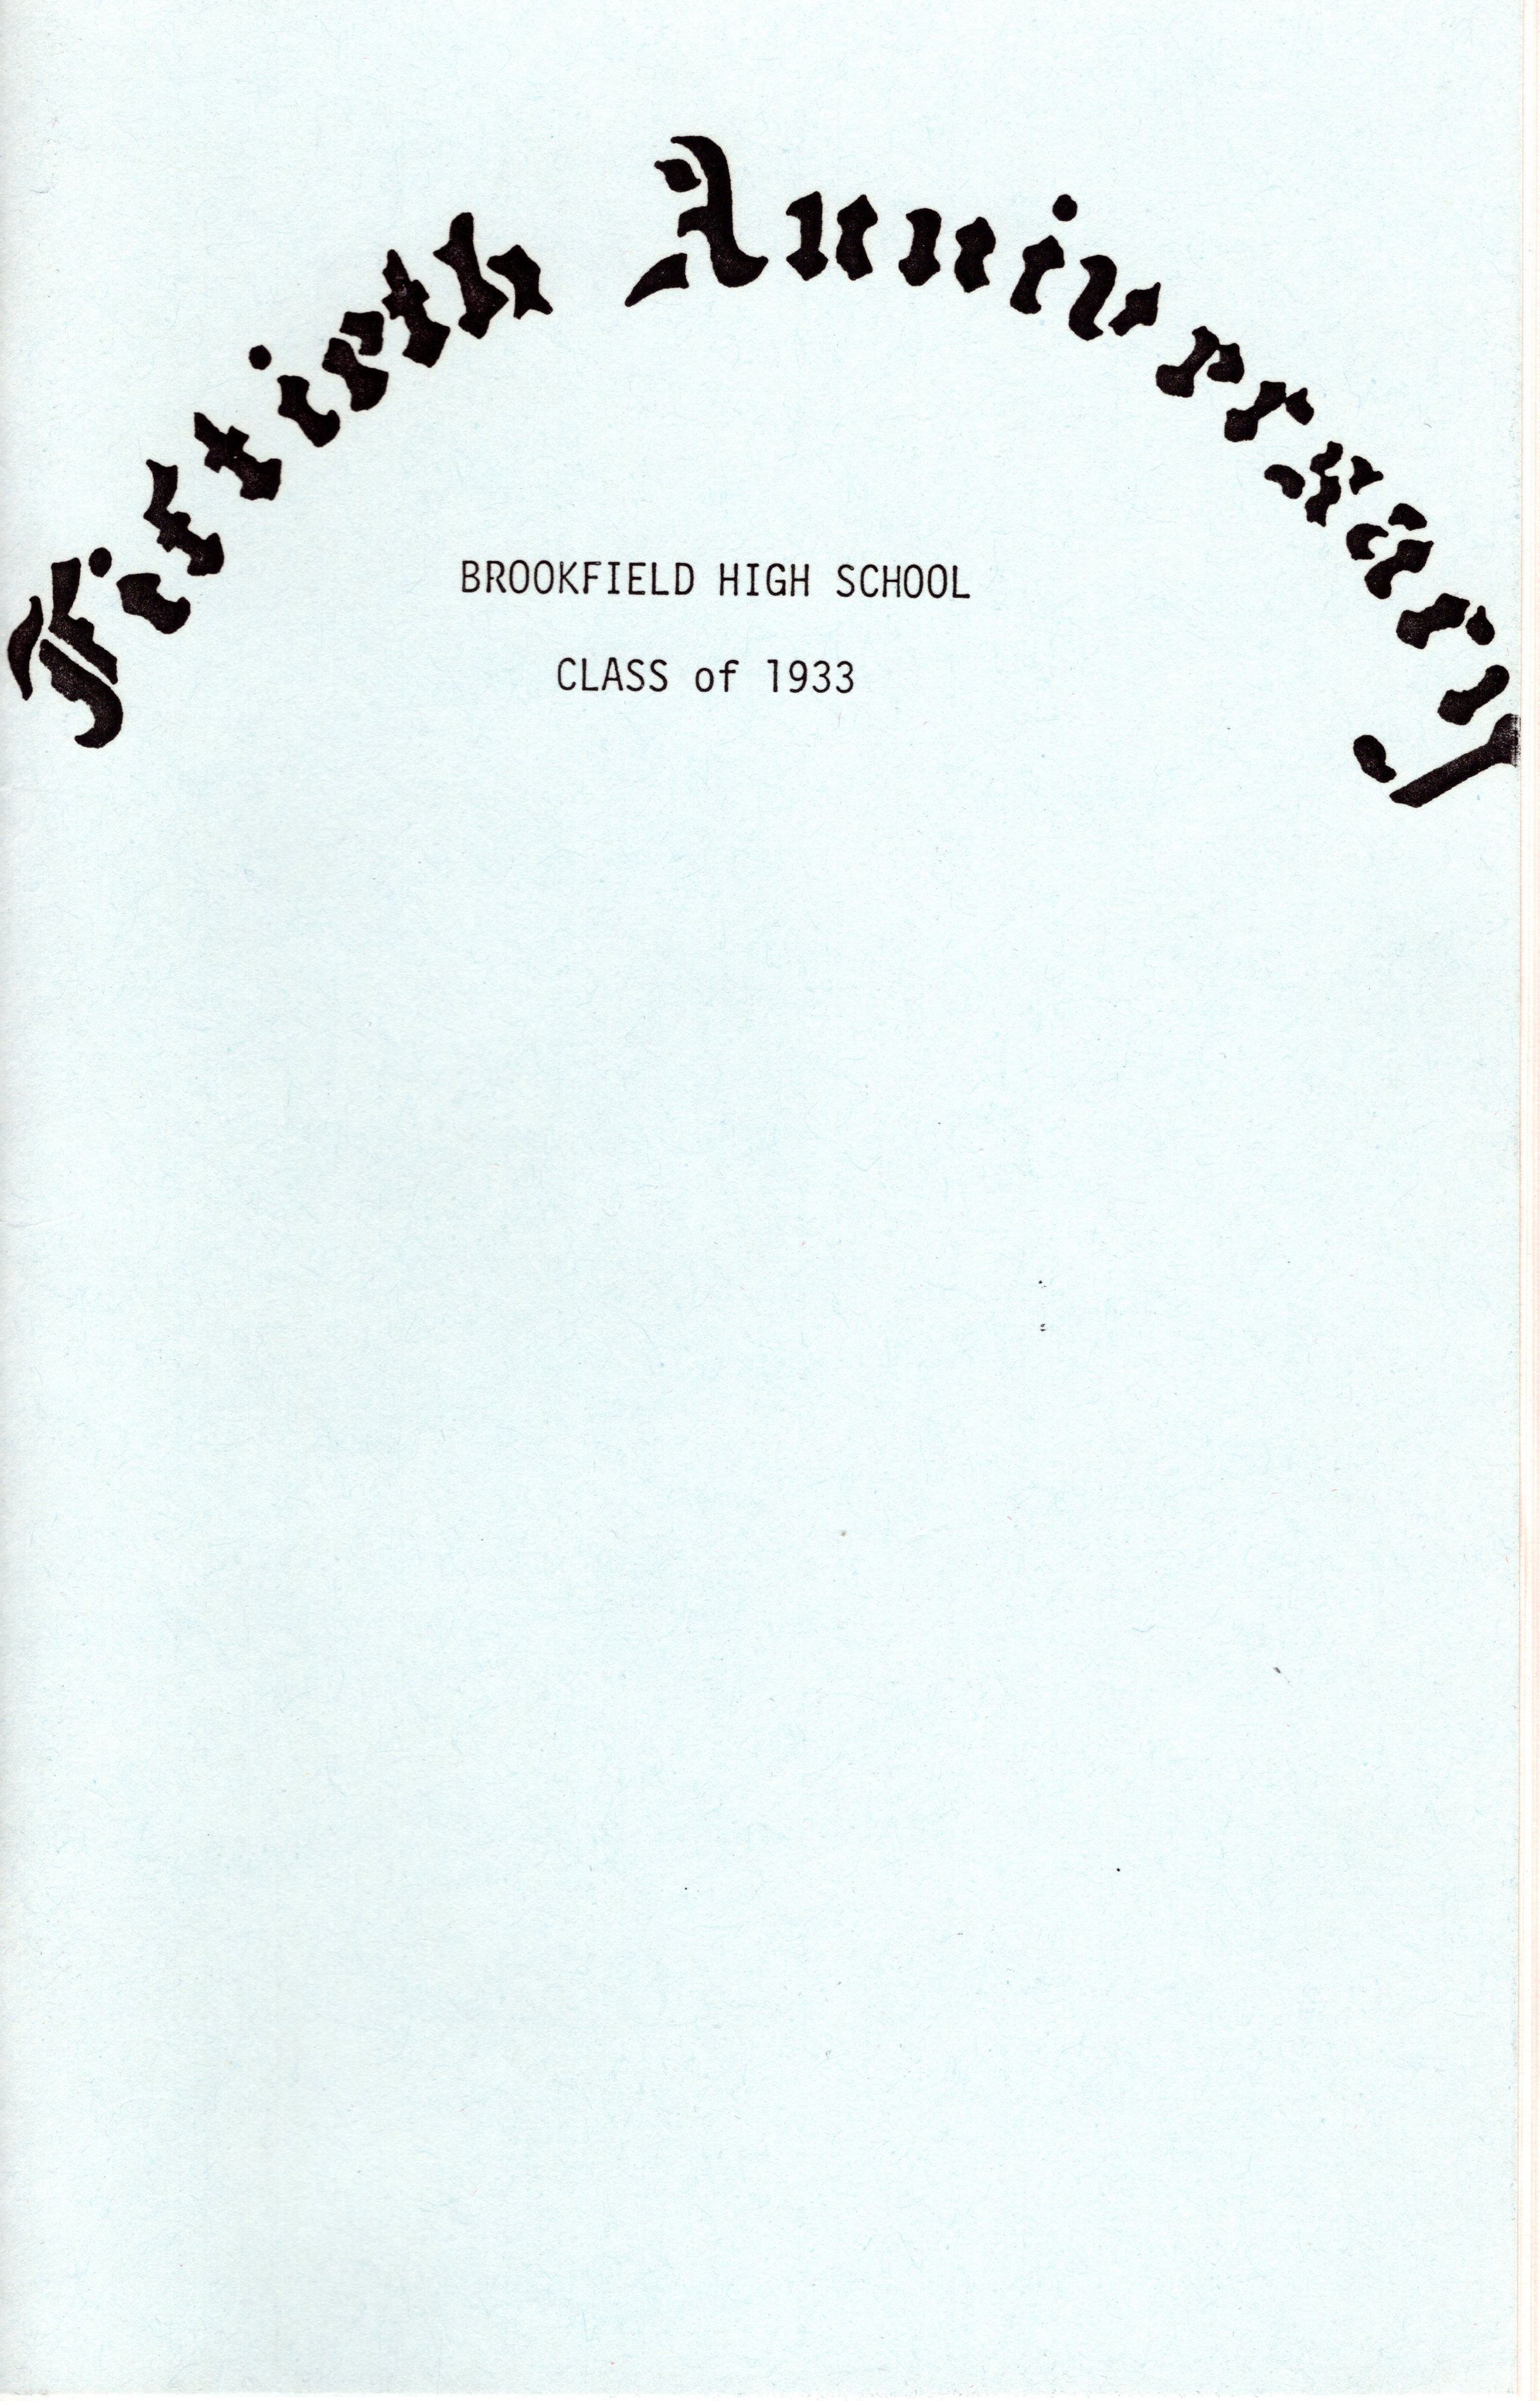 Fiftieth Anniversary
BROOKFIELD HIGH SCHOOL
CLASS of 1933